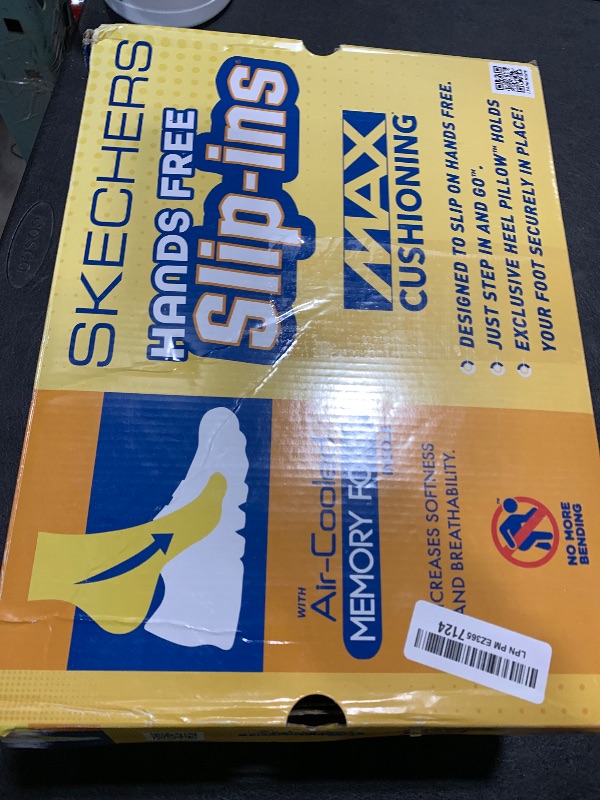 SKECHERS
HANDS FREE
Slip-ins
MAX
CUSHIONING
DESIGNED TO SLIP ON HANDS FREE.
JUST STEP IN AND GO™.
EXCLUSIVE HEEL PILLOW™ HOLDS
YOUR FOOT SECURELY IN PLACE!
WITH
Air-Cooled
MEMORY FOAM
CREASES SOFTNESS
AND BREATHABILITY.
NO MORE
BENDING
LPN PM EZ365 7124